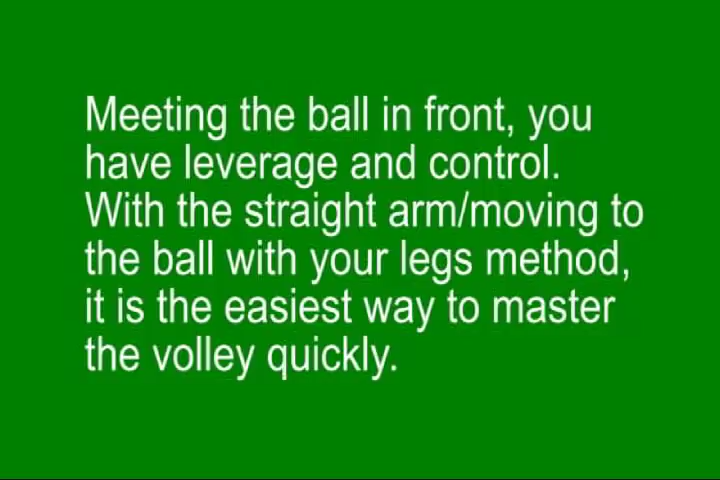 Meeting the ball in front, you
have leverage and control.
With the straight arm/moving to
the ball with your legs method,
it is the easiest way to master
the volley quickly.